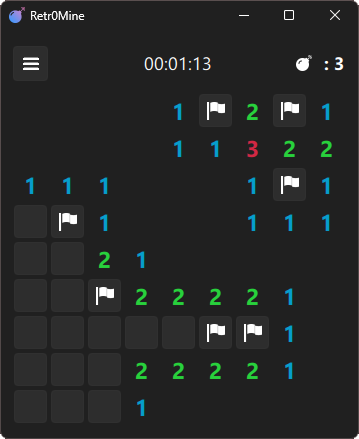 Retr0Mine
00:01:13 : 3
1 2 1
1 1 3 2 2
1 1 1 1 1
1 1 1 1
2 1
2 2 2 2 1
1
2 2 2 2 1
1